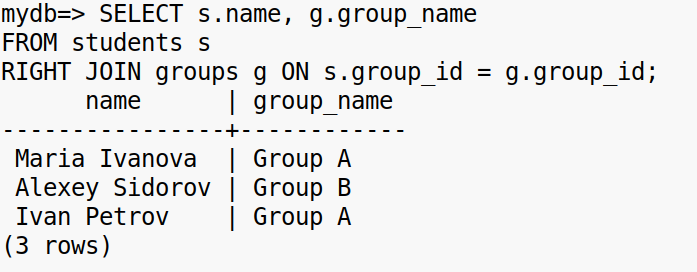 mydb=> SELECT s.name, g.group_name
FROM students s
RIGHT JOIN groups g ON s.group_id = g.group_id;
      name      | group_name
----------------+------------
 Maria Ivanova  | Group A
 Alexey Sidorov | Group B
 Ivan Petrov    | Group A
(3 rows)